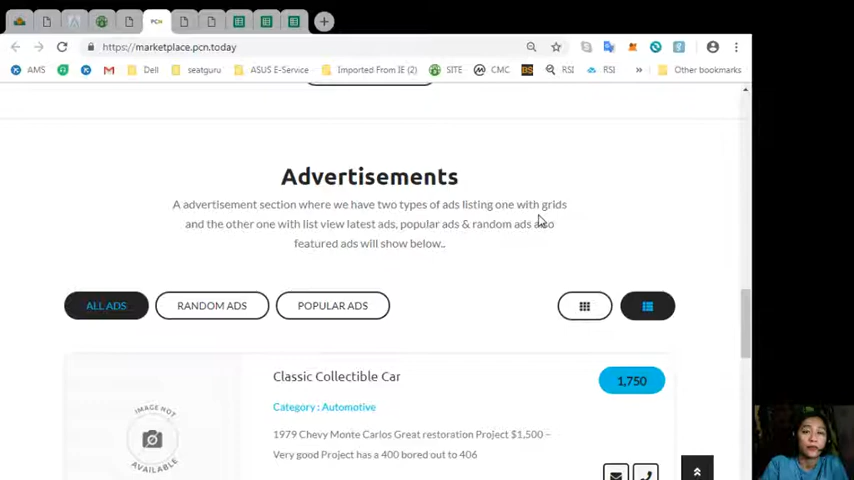 PCN
https://marketplace.pcn.today
AMS
Dell
seatguru
ASUS E-Service
Imported From IE (2)
SITE
CMC
BS
RSI
RSI
»
Other bookmarks
Advertisements
A advertisement section where we have two types of ads listing one with grids
and the other one with list view latest ads, popular ads & random ads also
featured ads will show below..
ALL ADS
RANDOM ADS
POPULAR ADS
Classic Collectible Car
1,750
Category : Automotive
1979 Chevy Monte Carlos Great restoration Project $1,500 –
Very good Project has a 400 bored out to 406
IMAGE NOT
AVAILABLE